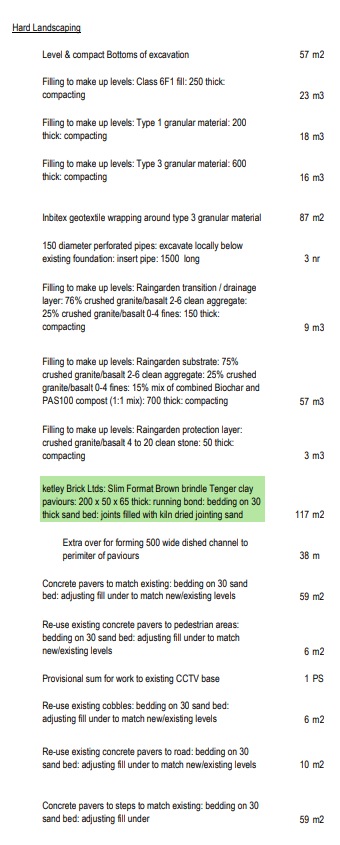 Hard Landscaping
Level & compact Bottoms of excavation 57 m2
Filling to make up levels: Class 6F1 fill: 250 thick:
compacting 23 m3
Filling to make up levels: Type 1 granular material: 200
thick: compacting 18 m3
Filling to make up levels: Type 3 granular material: 600
thick: compacting 16 m3
Inbitex geotextile wrapping around type 3 granular material 87 m2
150 diameter perforated pipes: excavate locally below
existing foundation: insert pipe: 1500 long 3 nr
Filling to make up levels: Raingarden transition / drainage
layer: 76% crushed granite/basalt 2-6 clean aggregate:
25% crushed granite/basalt 0-4 fines: 150 thick:
compacting 9 m3
Filling to make up levels: Raingarden substrate: 75%
crushed granite/basalt 2-6 clean aggregate: 25% crushed
granite/basalt 0-4 fines: 15% mix of combined Biochar and
PAS100 compost (1:1 mix): 700 thick: compacting 57 m3
Filling to make up levels: Raingarden protection layer:
crushed granite/basalt 4 to 20 clean stone: 50 thick:
compacting 3 m3
ketley Brick Ltds: Slim Format Brown brindle Tenger clay
paviours: 200 x 50 x 65 thick: running bond: bedding on 30
thick sand bed: joints filled with kiln dried jointing sand 117 m2
Extra over for forming 500 wide dished channel to
perimiter of paviours 38 m
Concrete pavers to match existing: bedding on 30 sand
bed: adjusting fill under to match new/existing levels 59 m2
Re-use existing concrete pavers to pedestrian areas:
bedding on 30 sand bed: adjusting fill under to match
new/existing levels 6 m2
Provisional sum for work to existing CCTV base 1 PS
Re-use existing cobbles: bedding on 30 sand bed:
adjusting fill under to match new/existing levels 6 m2
Re-use existing concrete pavers to road: bedding on 30
sand bed: adjusting fill under to match new/existing levels 10 m2
Concrete pavers to steps to match existing: bedding on 30
sand bed: adjusting fill under 59 m2